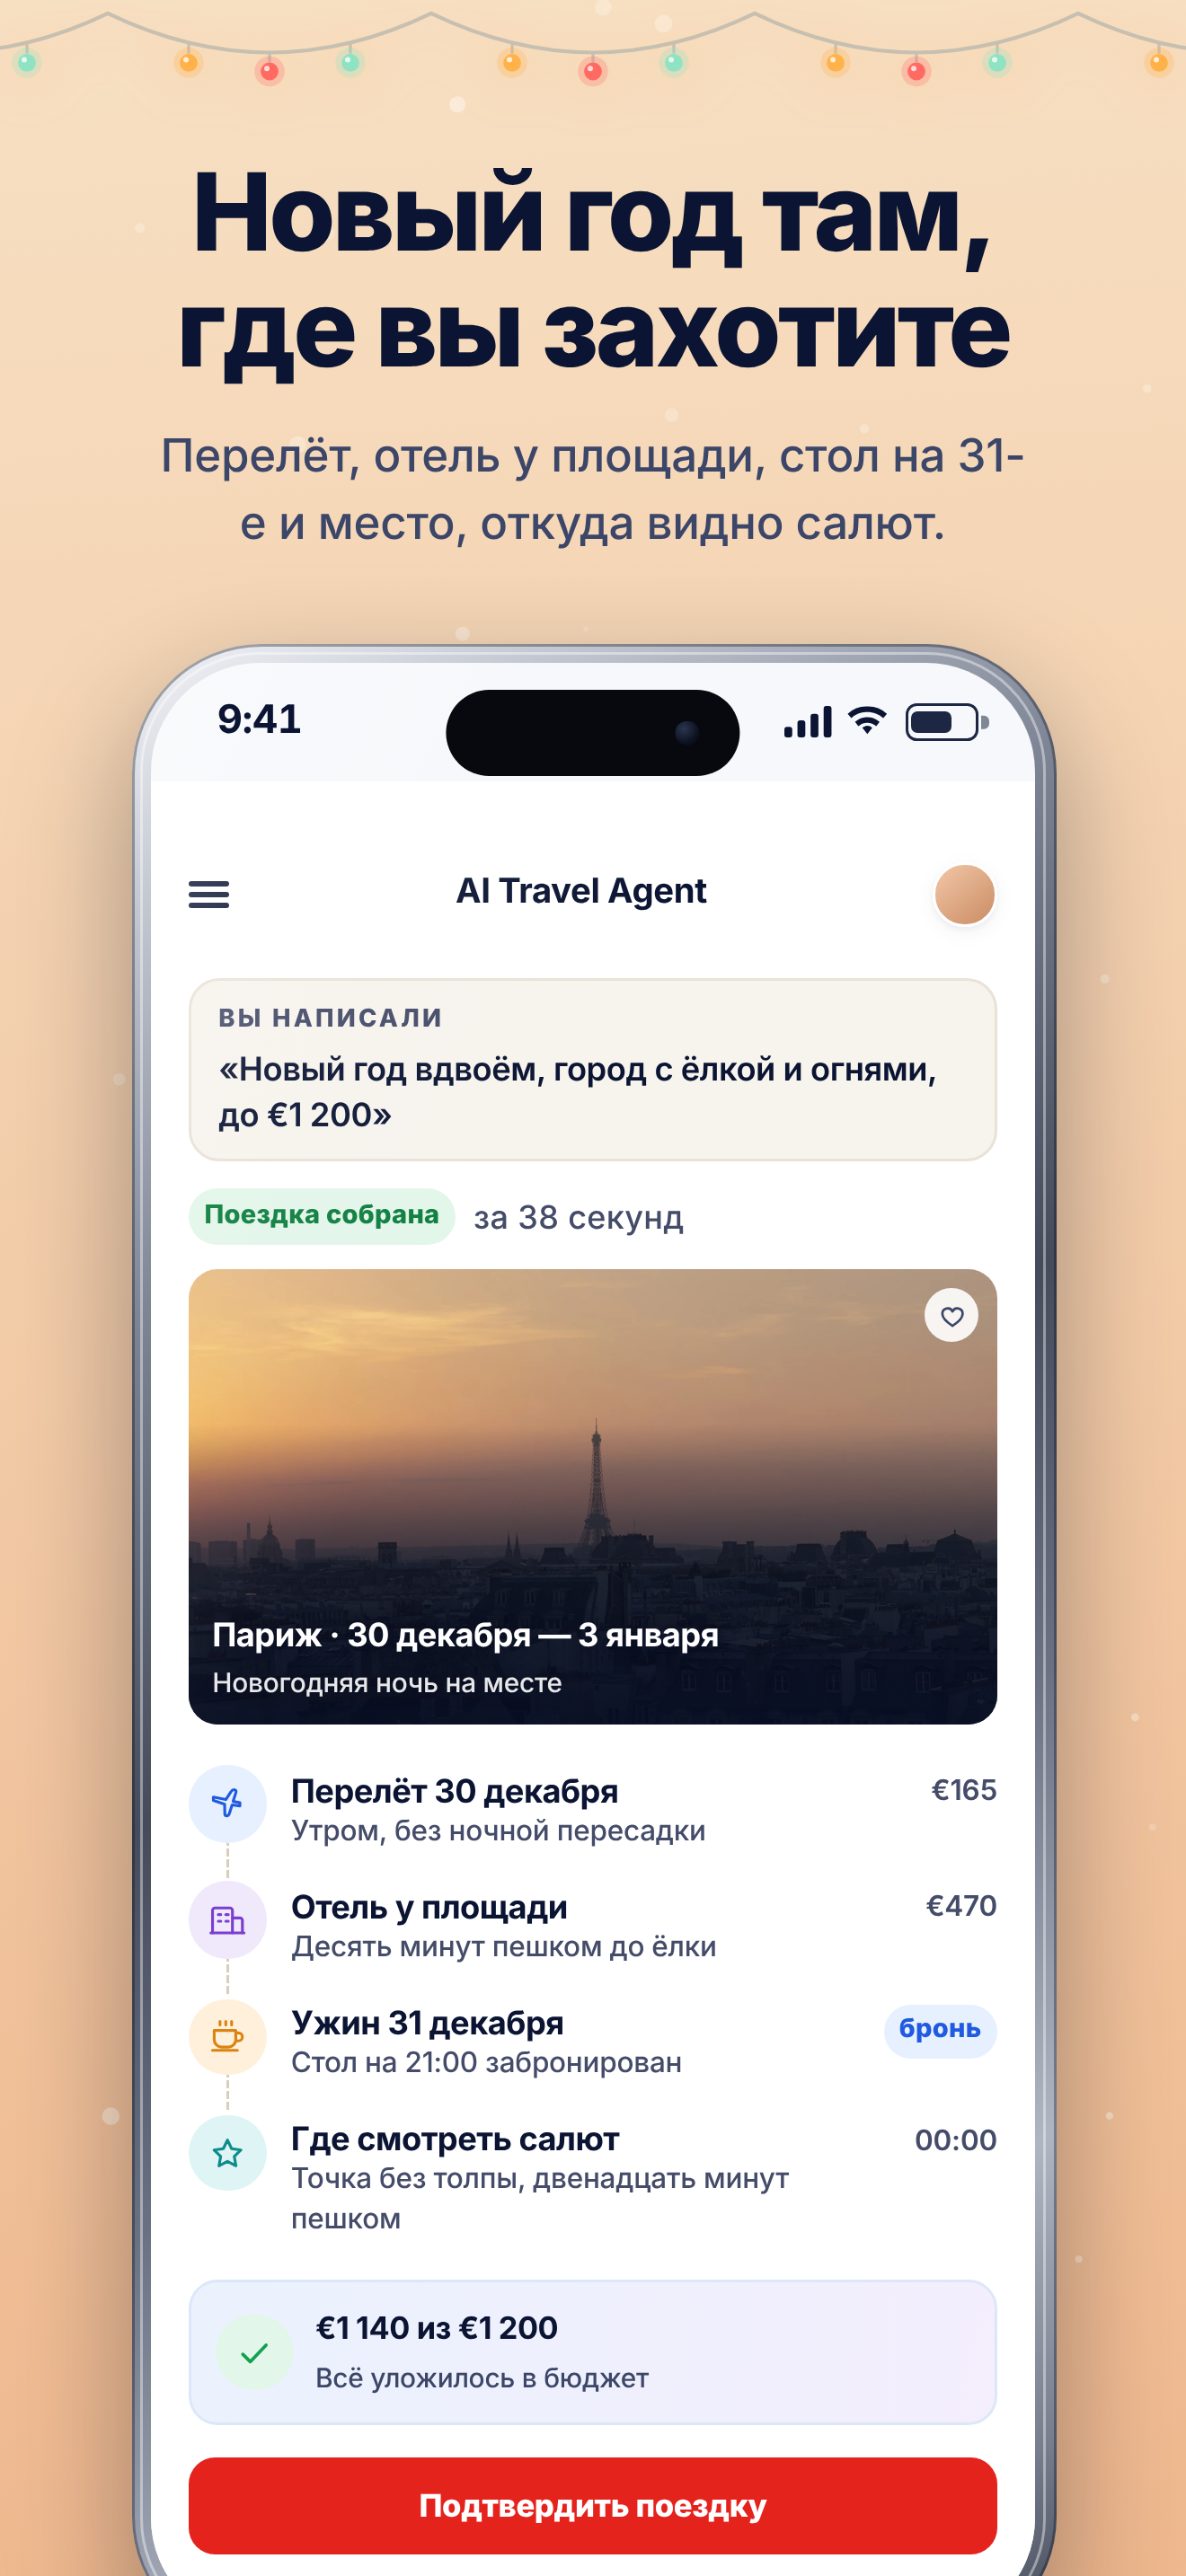 Новый год там,
где вы захотите
Перелёт, отель у площади, стол на 31-
е и место, откуда видно салют.
9:41
AI Travel Agent
ВЫ НАПИСАЛИ
«Новый год вдвоём, город с ёлкой и огнями,
до €1 200»
Поездка собрана за 38 секунд
Париж · 30 декабря — 3 января
Новогодняя ночь на месте
Перелёт 30 декабря €165
Утром, без ночной пересадки
Отель у площади €470
Десять минут пешком до ёлки
Ужин 31 декабря бронь
Стол на 21:00 забронирован
Где смотреть салют 00:00
Точка без толпы, двенадцать минут
пешком
€1 140 из €1 200
Всё уложилось в бюджет
Подтвердить поездку